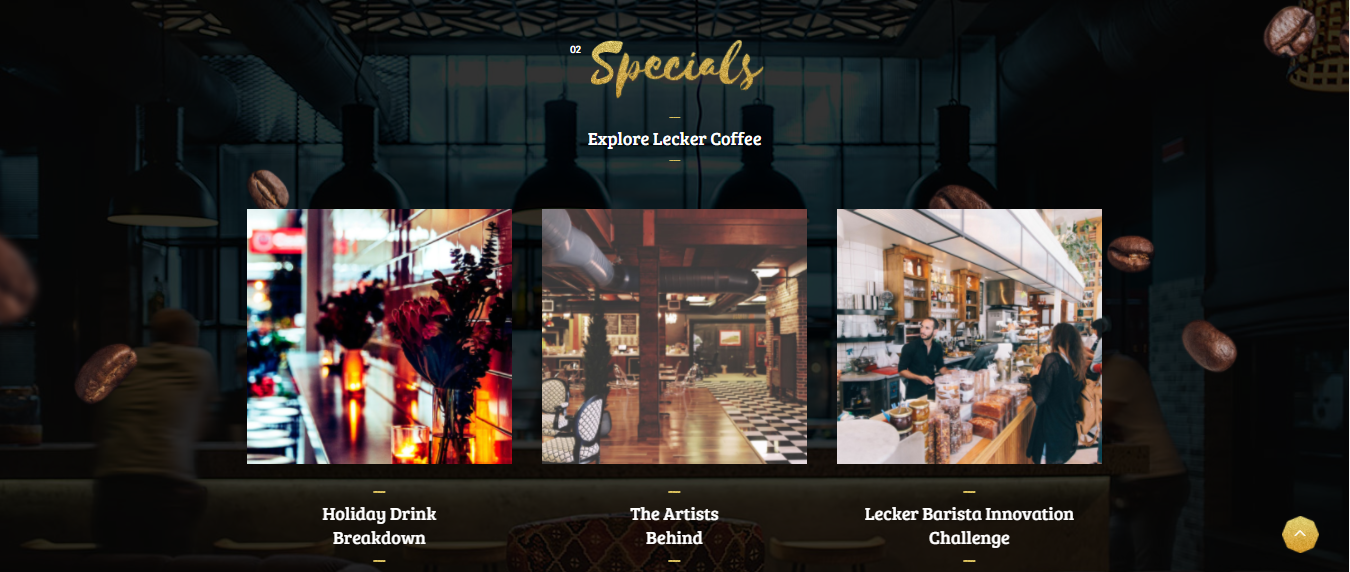 02
Specials
Explore Lecker Coffee
Holiday Drink
Breakdown
The Artists
Behind
Lecker Barista Innovation
Challenge